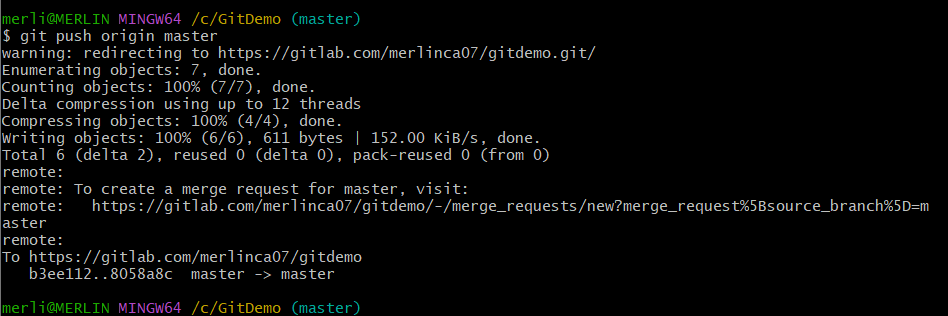 merli@MERLIN MINGW64 /c/GitDemo (master)
$ git push origin master
warning: redirecting to https://gitlab.com/merlinca07/gitdemo.git/
Enumerating objects: 7, done.
Counting objects: 100% (7/7), done.
Delta compression using up to 12 threads
Compressing objects: 100% (4/4), done.
Writing objects: 100% (6/6), 611 bytes | 152.00 KiB/s, done.
Total 6 (delta 2), reused 0 (delta 0), pack-reused 0 (from 0)
remote:
remote: To create a merge request for master, visit:
remote:   https://gitlab.com/merlinca07/gitdemo/-/merge_requests/new?merge_request%5Bsource_branch%5D=m
aster
remote:
To https://gitlab.com/merlinca07/gitdemo
   b3ee112..8058a8c  master -> master
merli@MERLIN MINGW64 /c/GitDemo (master)